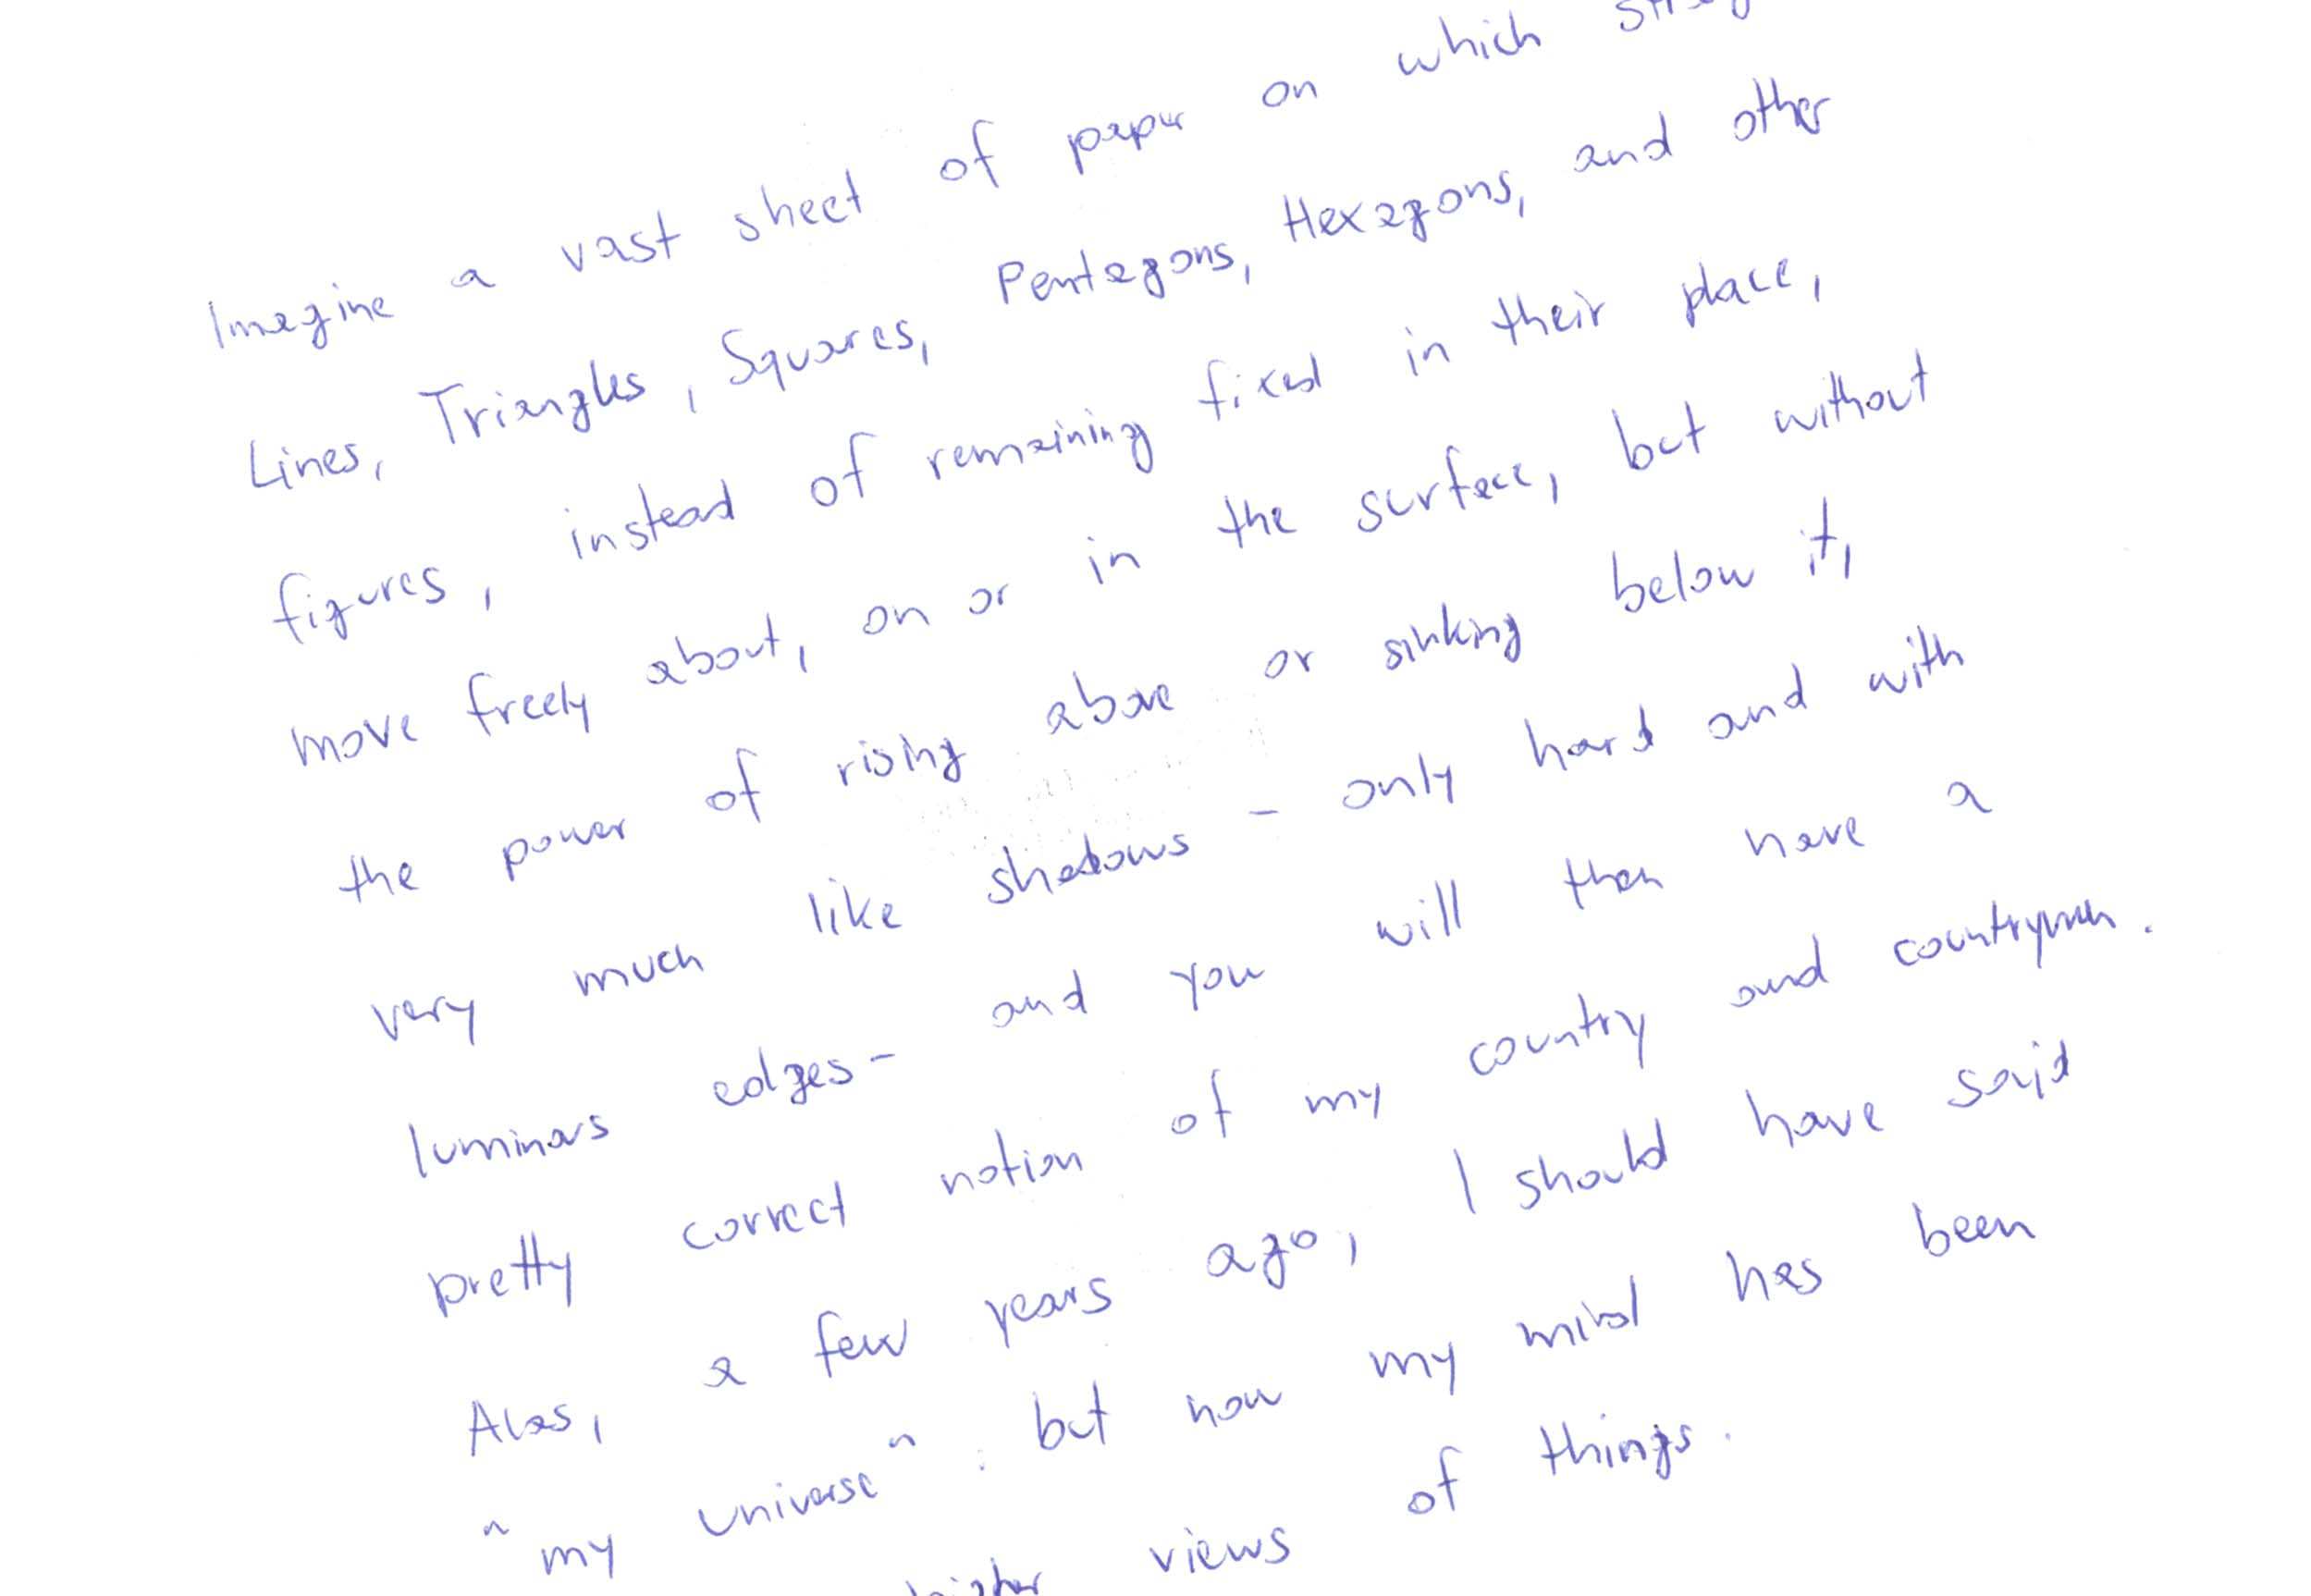 Imagine a vast sheet of paper on which
Lines, Triangles, Squares, Pentagons, Hexagons, and other
figures, instead of remaining fixed in their place,
move freely about, on or in the surface, but without
the power of rising above or sinking below it,
very much like shadows - only hard and with
luminous edges - and you will then have a
pretty correct notion of my country and countrymen.
Alas, a few years ago, I should have said
"my universe": but now my mind has been
higher views of things.